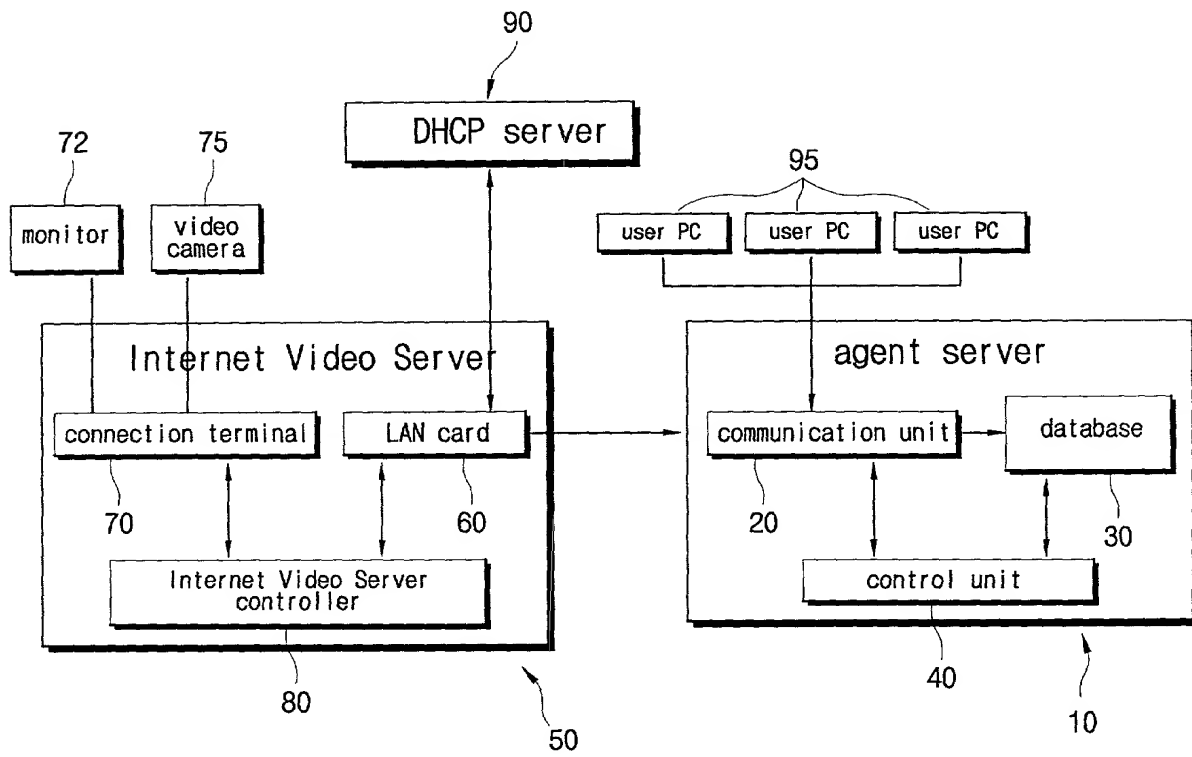 90
DHCP server
72
75
95
monitor
video
camera
user PC
user PC
user PC
Internet Video Server
agent server
connection terminal
LAN card
communication unit
database
70
60
20
30
Internet Video Server
controller
control unit
80
50
40
10